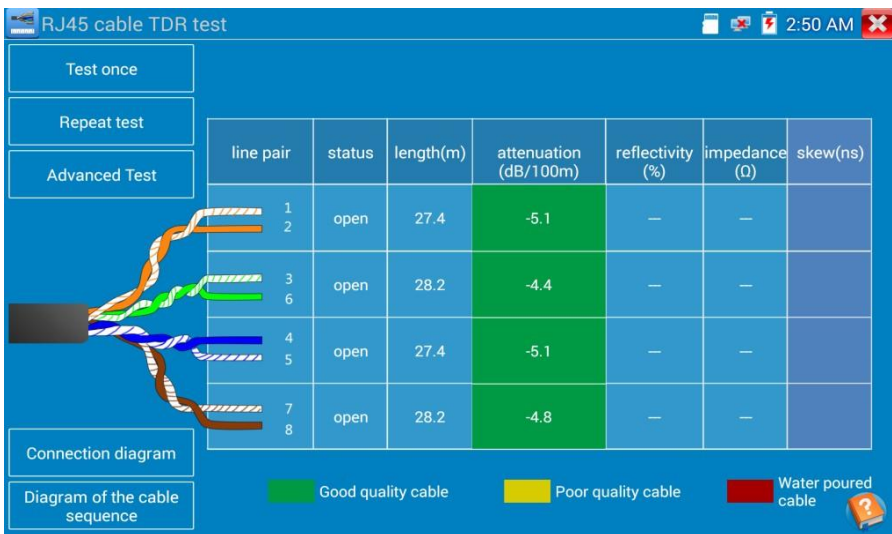 RJ45 cable TDR test
2:50 AM
Test once
Repeat test
Advanced Test
line pair status length(m) attenuation (dB/100m) reflectivity (%) impedance (Ω) skew(ns)
1
2 open 27.4 -5.1 --- ---
3
6 open 28.2 -4.4 --- ---
4
5 open 27.4 -5.1 --- ---
7
8 open 28.2 -4.8 --- ---
Connection diagram
Diagram of the cable
sequence
Good quality cable
Poor quality cable
Water poured
cable
?